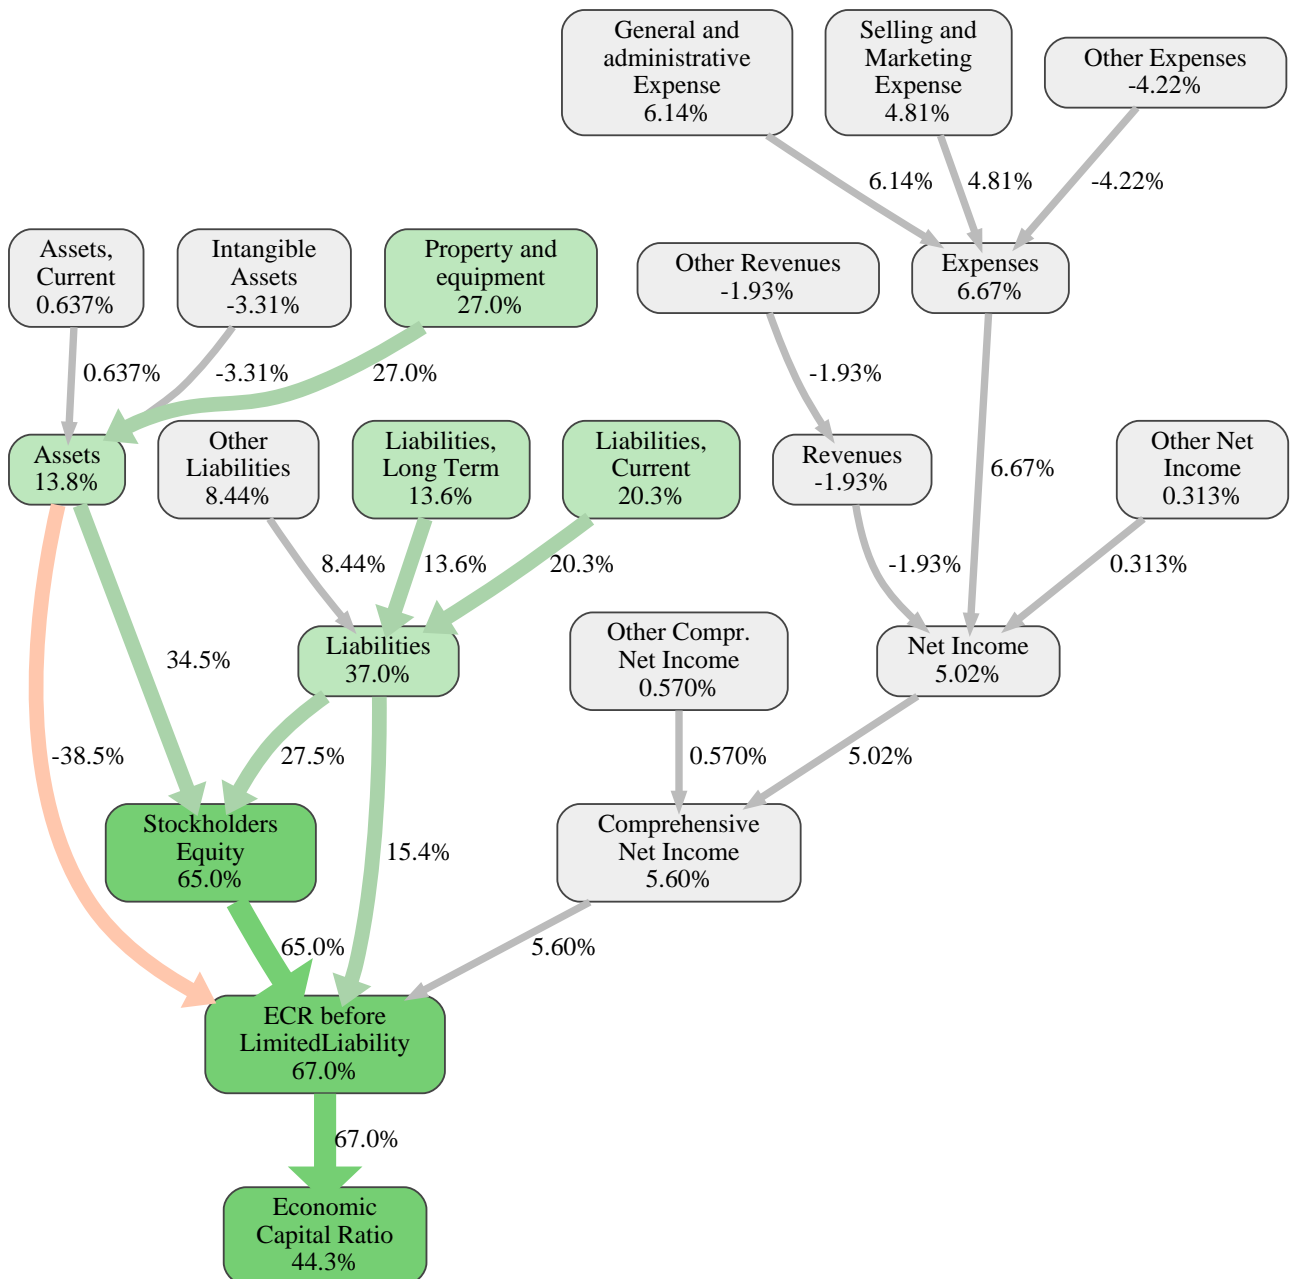 General and
administrative
Expense
6.14%
Selling and
Marketing
Expense
4.81%
Other Expenses
-4.22%
6.14%
4.81%
-4.22%
Assets,
Current
0.637%
Intangible
Assets
-3.31%
Property and
equipment
27.0%
Other Revenues
-1.93%
Expenses
6.67%
0.637%
-3.31%
27.0%
-1.93%
Assets
13.8%
Other
Liabilities
8.44%
Liabilities,
Long Term
13.6%
Liabilities,
Current
20.3%
Revenues
-1.93%
6.67%
Other Net
Income
0.313%
8.44%
13.6%
20.3%
-1.93%
0.313%
34.5%
Liabilities
37.0%
Other Compr.
Net Income
0.570%
Net Income
5.02%
-38.5%
27.5%
0.570%
5.02%
Stockholders
Equity
65.0%
15.4%
Comprehensive
Net Income
5.60%
65.0%
5.60%
ECR before
LimitedLiability
67.0%
67.0%
Economic
Capital Ratio
44.3%